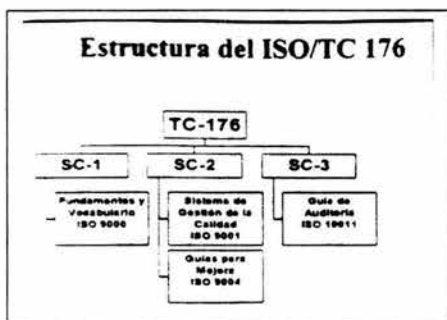 Estructura del ISO/TC 176
TC-176
SC-1
SC-2
SC-3
Fundamentos y
Vocabulario
ISO 9000
Sistema de
Gestión de la
Calidad
ISO 9001
Guía de
Auditoría
ISO 10011
Guías para
Mejora
ISO 9004